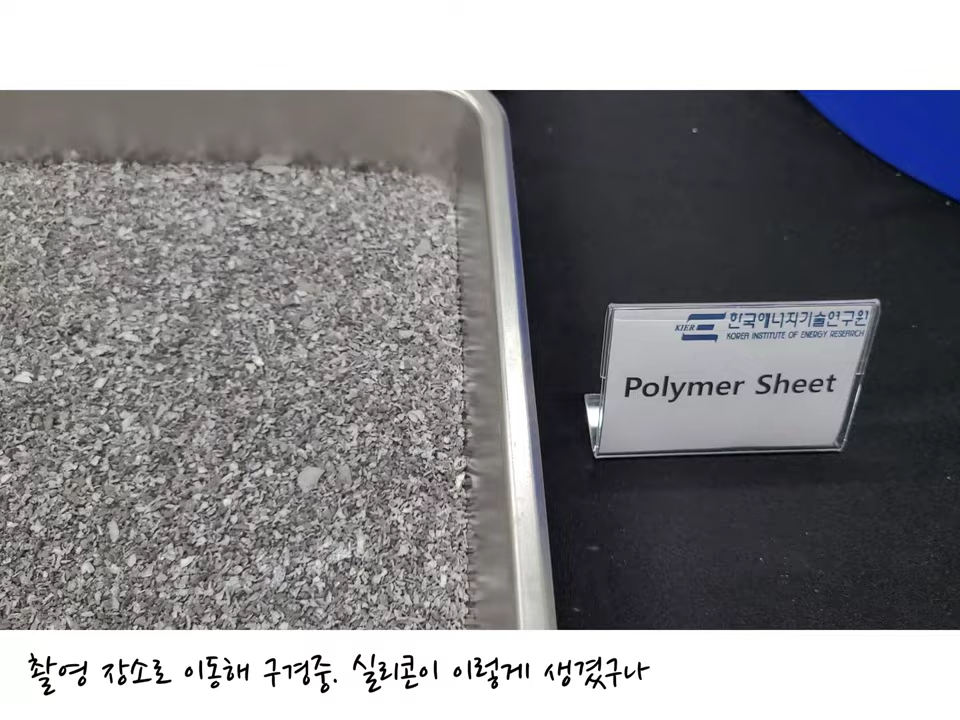 KIER 한국에너지기술연구원
KOREA INSTITUTE OF ENERGY RESEARCH
Polymer Sheet
촬영 장소로 이동해 구경중. 실리콘이 이렇게 생겼구나